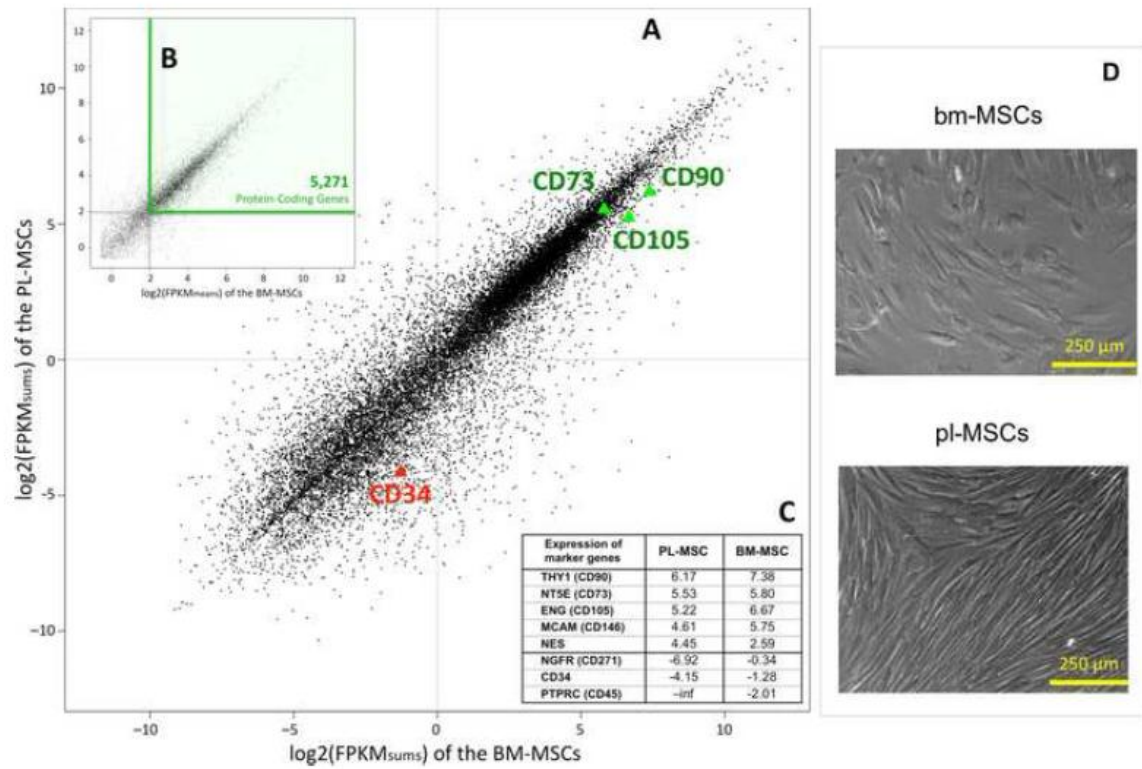 A
B
12
10
8
6
4
2
0
5,271
Protein-Coding Genes
0 2 4 6 8 10 12
log2(FPKMmeans) of the BM-MSCs
10
5
0
−5
−10
log2(FPKMsums) of the PL-MSCs
CD73
CD90
CD105
CD34
C
Expression of marker genes PL-MSC BM-MSC
THY1 (CD90) 6.17 7.38
NT5E (CD73) 5.53 5.80
ENG (CD105) 5.22 6.67
MCAM (CD146) 4.61 5.75
NES 4.45 2.59
NGFR (CD271) -6.92 -0.34
CD34 -4.15 -1.28
PTPRC (CD45) –inf -2.01
−10 −5 0 5 10
log2(FPKMsums) of the BM-MSCs
D
bm-MSCs
250 µm
pl-MSCs
250 µm